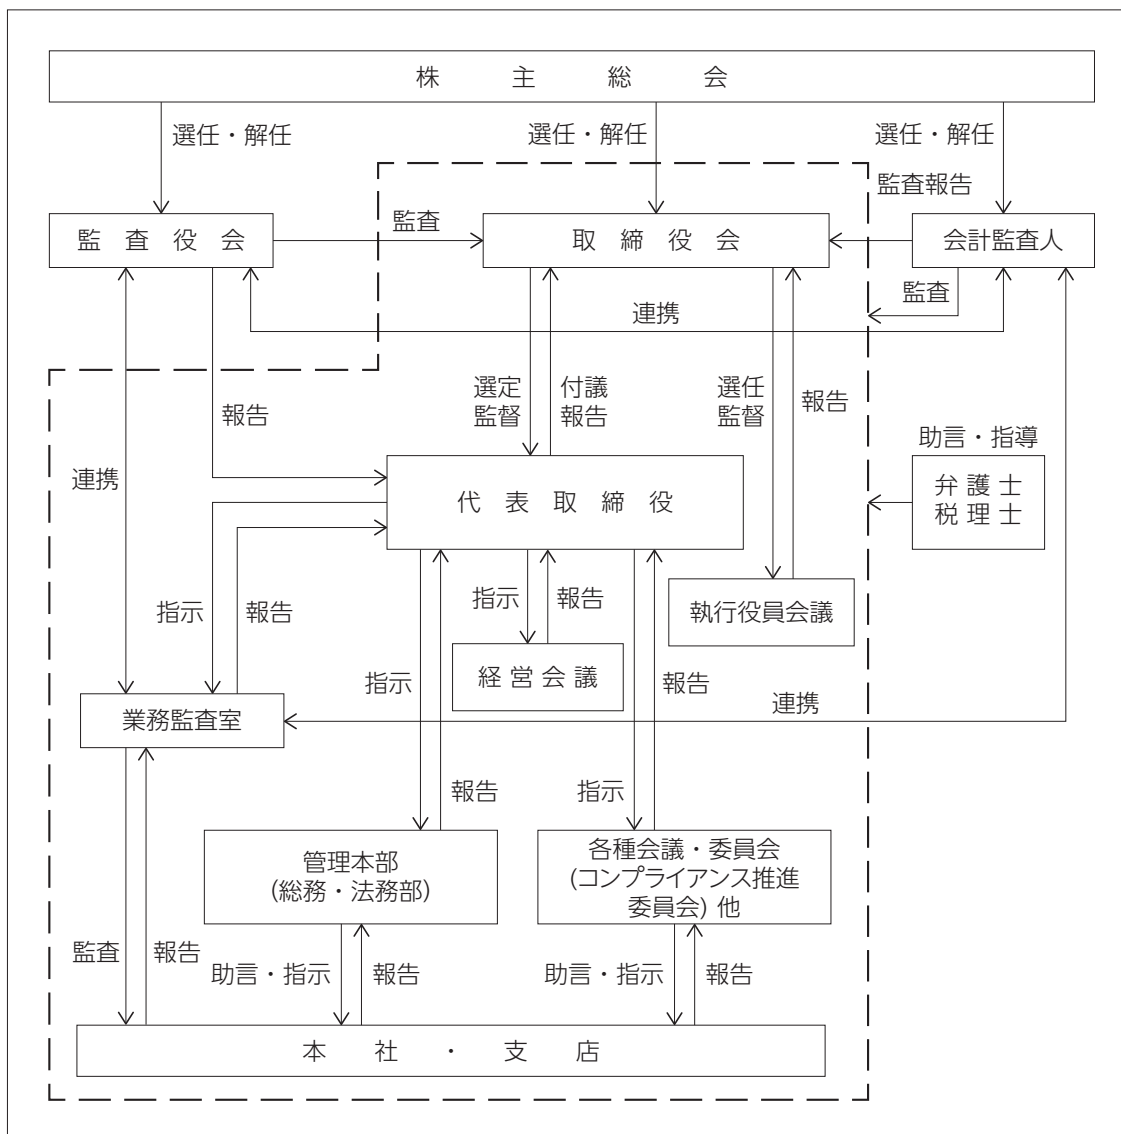 株主総会
選任・解任
選任・解任
選任・解任
監査報告
監査役会
監査
取締役会
会計監査人
監査
連携
選定
監督
付議
報告
選任
監督
報告
報告
助言・指導
弁護士
税理士
連携
代表取締役
指示
報告
指示
報告
執行役員会議
経営会議
指示
報告
連携
業務監査室
報告
指示
管理本部
(総務・法務部)
各種会議・委員会
(コンプライアンス推進
委員会) 他
監査
報告
助言・指示
報告
助言・指示
報告
本社・支店